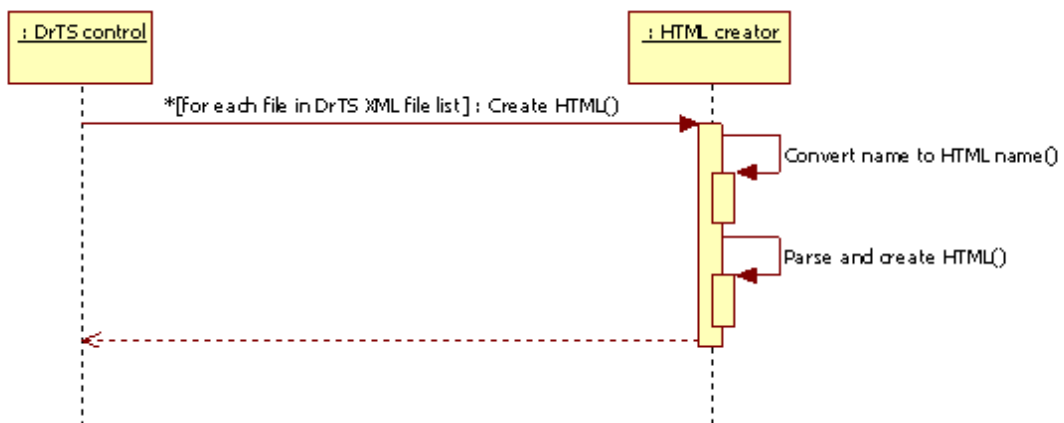 : DrTS control
: HTML creator
*[For each file in DrTS XML file list] : Create HTML()
Convert name to HTML name()
Parse and create HTML()